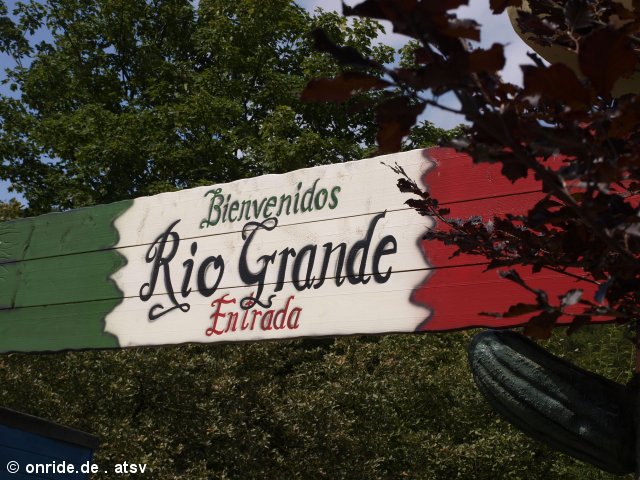 Bienvenidos
Rio Grande
Entrada
© onride.de . atsv